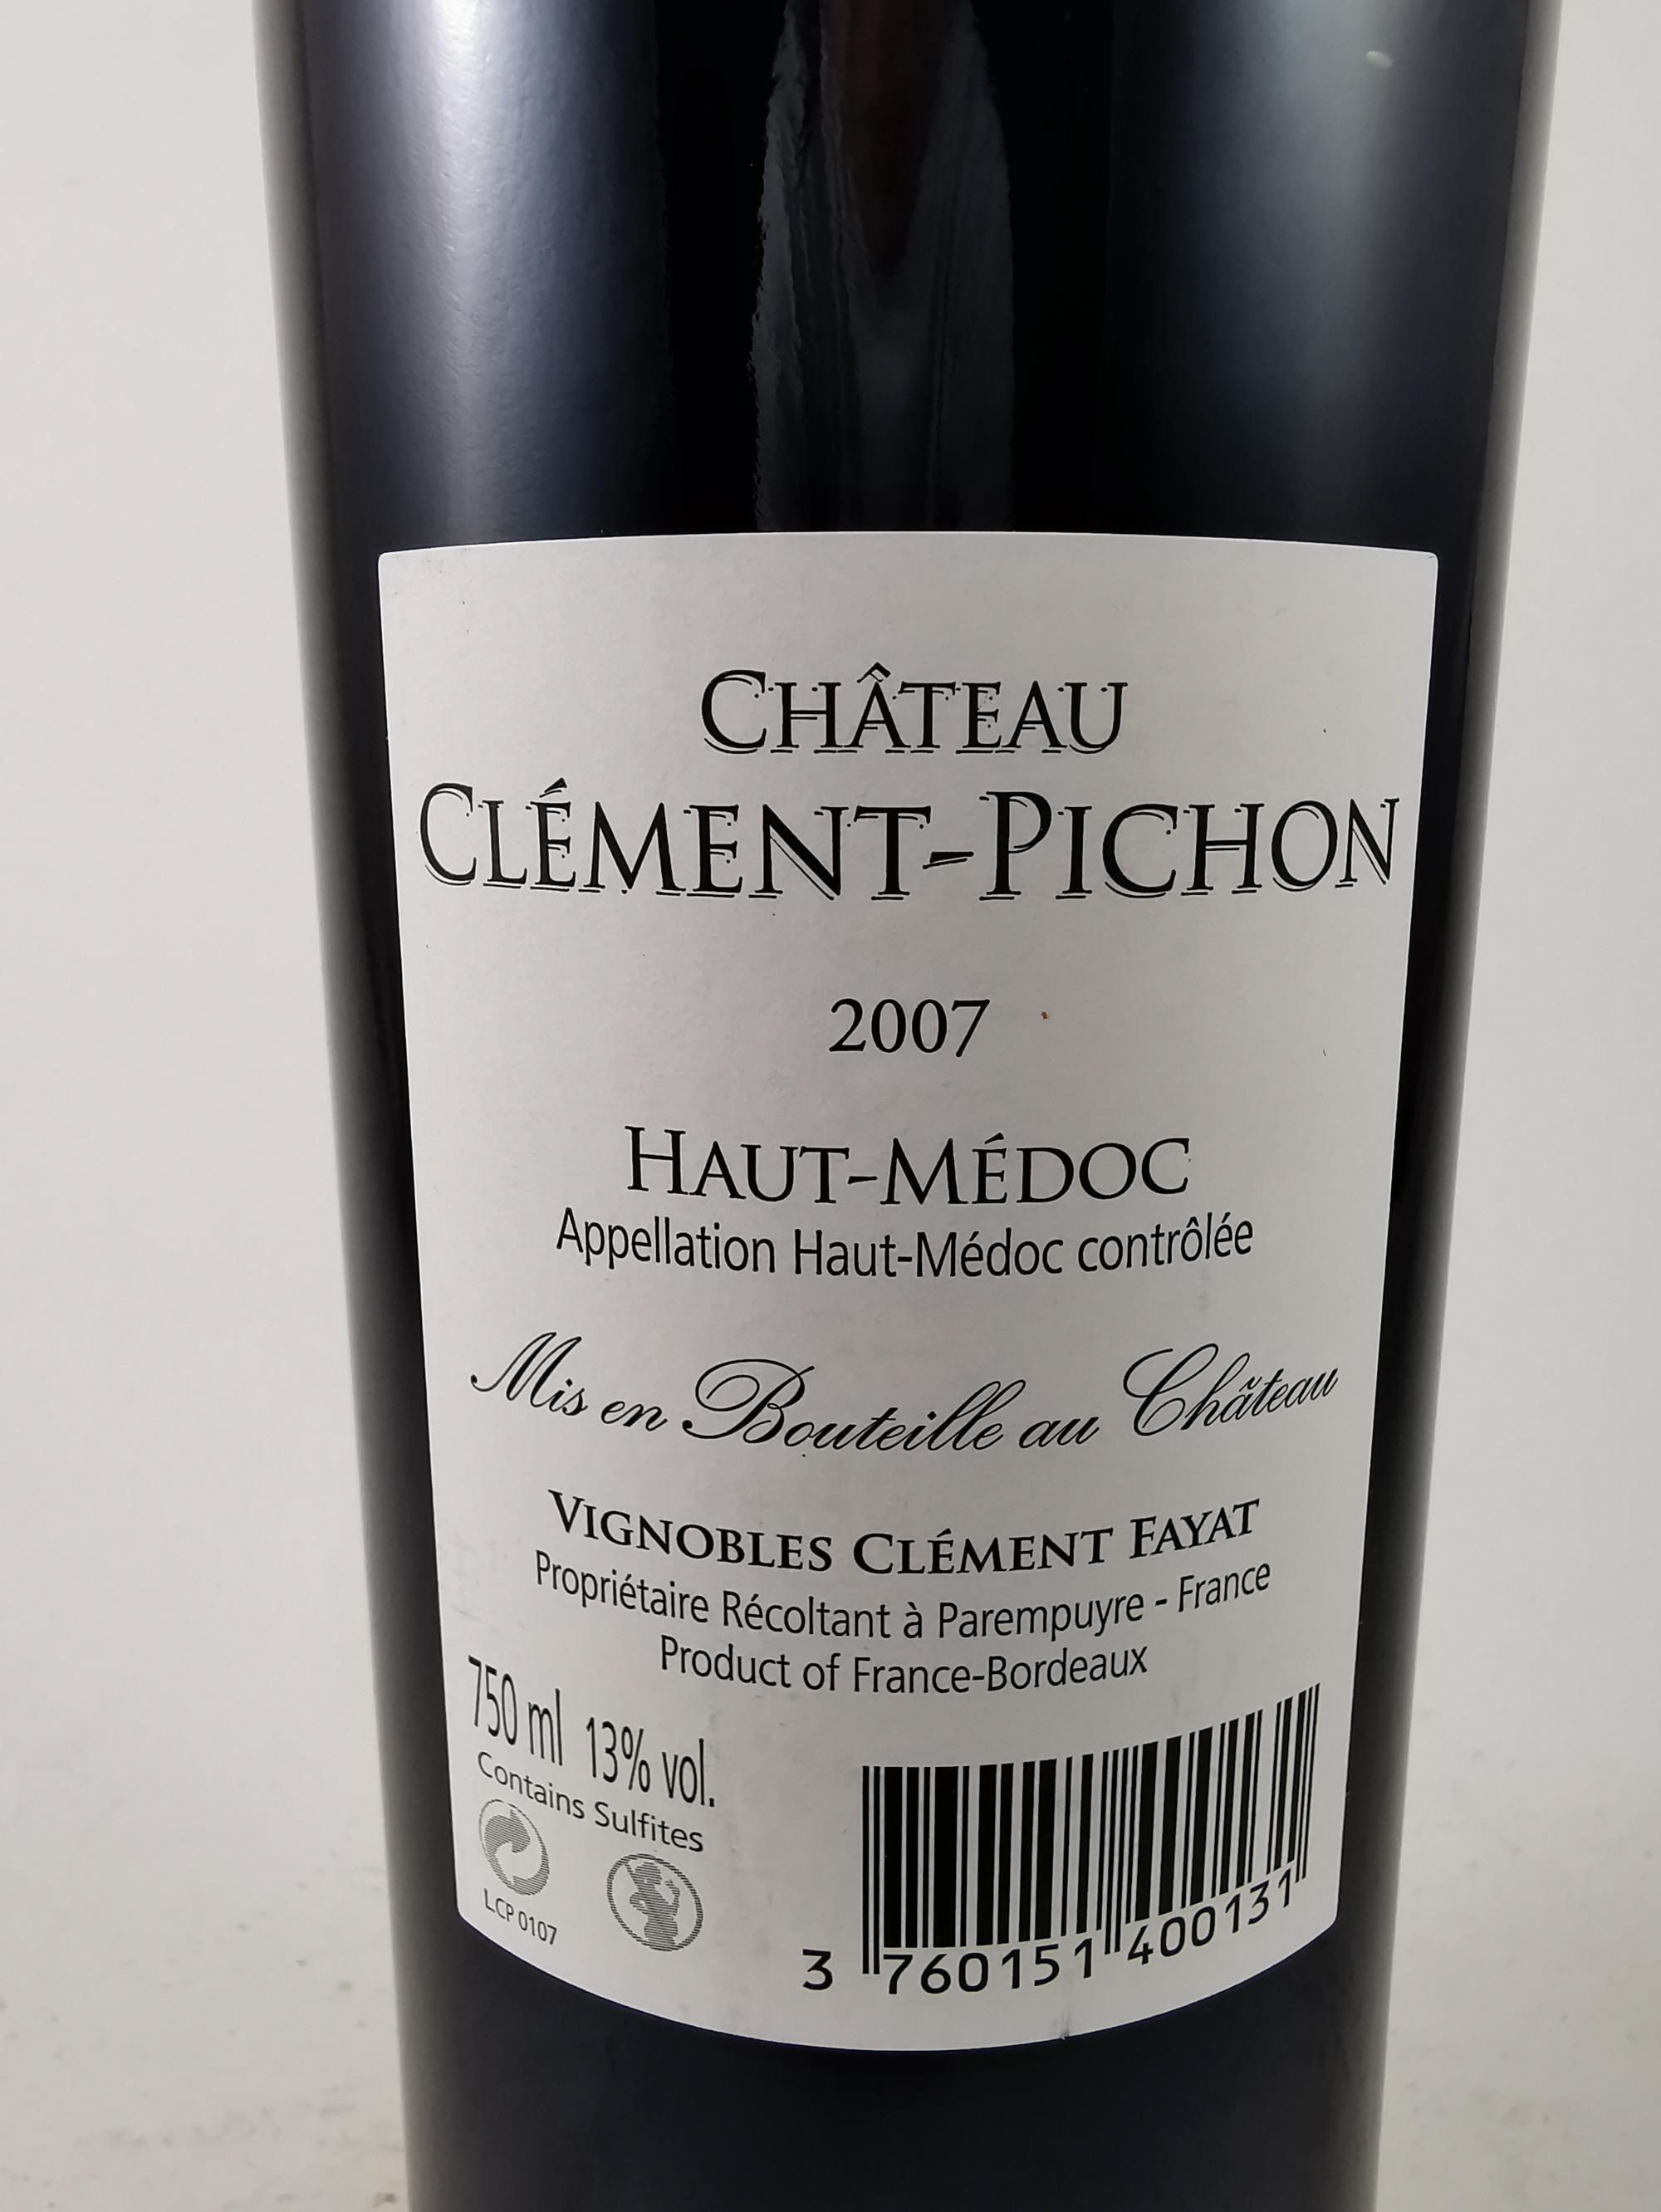 CHÂTEAU
CLÉMENT-PICHON
2007
HAUT-MÉDOC
Appellation Haut-Médoc contrôlée
Mis en Bouteille au Château
VIGNOBLES CLÉMENT FAYAT
Propriétaire Récoltant à Parempuyre - France
Product of France-Bordeaux
750 ml 13% vol.
Contains Sulfites
LCP 0107
3 760151 400131